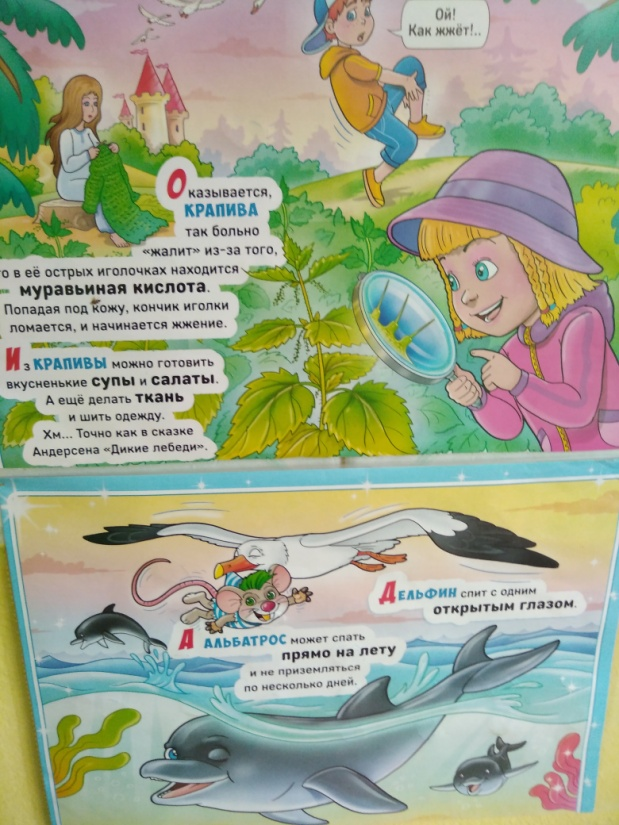 Ой!
Как жжёт!..
Оказывается,
КРАПИВА
так больно
«жалит» из-за того,
в её острых иголочках находится
муравьиная кислота.
Попадая под кожу, кончик иголки
ломается, и начинается жжение.
Из КРАПИВЫ можно готовить
вкусненькие супы и салаты.
А ещё делать ткань
и шить одежду.
Хм... Точно как в сказке
Андерсена «Дикие лебеди».
ДЕЛЬФИН спит с одним
открытым глазом.
А АЛЬБАТРОС может спать
прямо на лету
и не приземляться
по несколько дней.